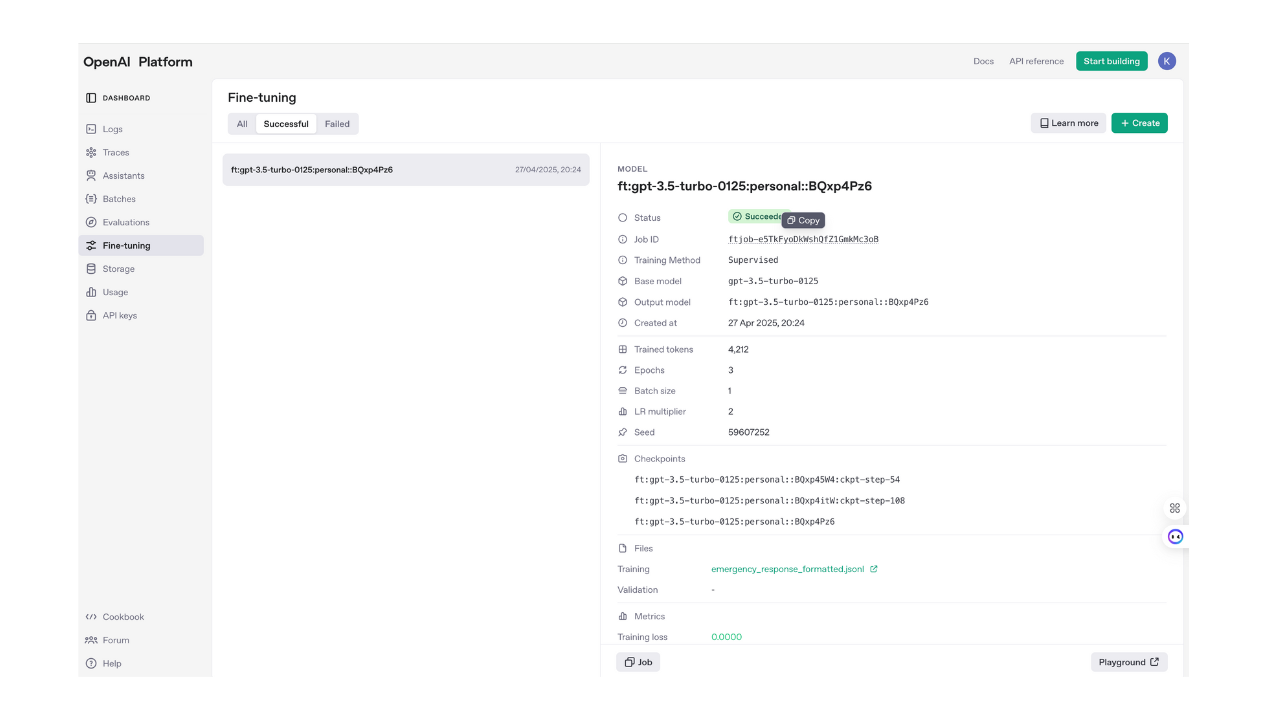 OpenAI Platform
Docs
API reference
Start building
K
DASHBOARD
Logs
Traces
Assistants
Batches
Evaluations
Fine-tuning
Storage
Usage
API keys
Cookbook
Forum
Help
Fine-tuning
All
Successful
Failed
Learn more
+ Create
ft:gpt-3.5-turbo-0125:personal::BQxp4Pz6 27/04/2025, 20:24
MODEL
ft:gpt-3.5-turbo-0125:personal::BQxp4Pz6
Status Succeede
Copy
Job ID ftjob-e5TkFyoDkWshQfZ1GmkMc3oB
Training Method Supervised
Base model gpt-3.5-turbo-0125
Output model ft:gpt-3.5-turbo-0125:personal::BQxp4Pz6
Created at 27 Apr 2025, 20:24
Trained tokens 4,212
Epochs 3
Batch size 1
LR multiplier 2
Seed 59607252
Checkpoints
ft:gpt-3.5-turbo-0125:personal::BQxp45W4:ckpt-step-54
ft:gpt-3.5-turbo-0125:personal::BQxp4itW:ckpt-step-108
ft:gpt-3.5-turbo-0125:personal::BQxp4Pz6
Files
Training emergency_response_formatted.jsonl
Validation -
Metrics
Training loss 0.0000
Job
Playground